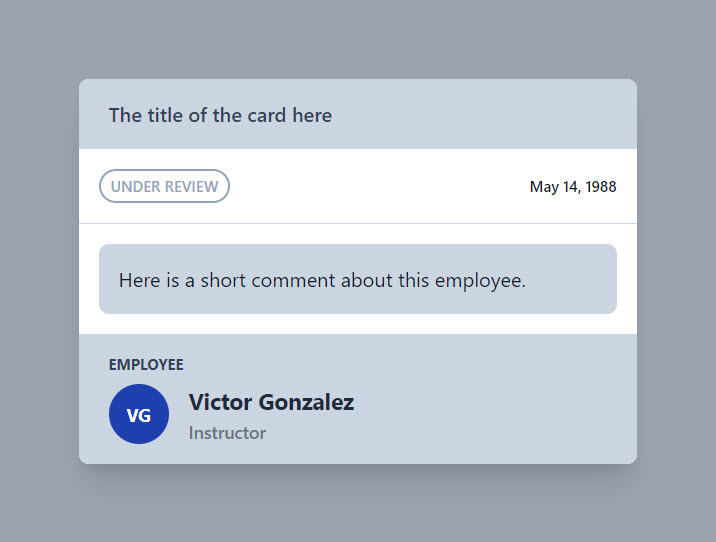 The title of the card here
UNDER REVIEW
May 14, 1988
Here is a short comment about this employee.
EMPLOYEE
VG
Victor Gonzalez
Instructor